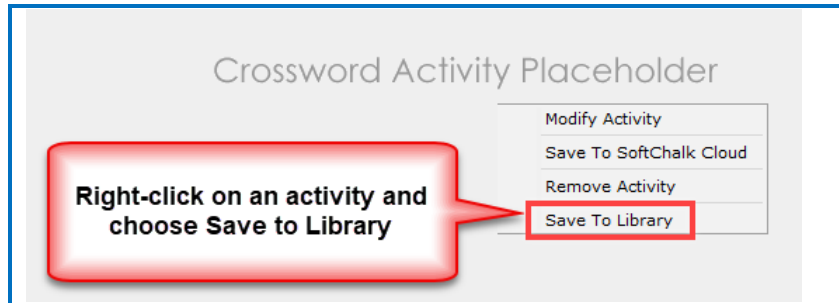 Crossword Activity Placeholder
Modify Activity
Save To SoftChalk Cloud
Remove Activity
Save To Library
Right-click on an activity and
choose Save to Library